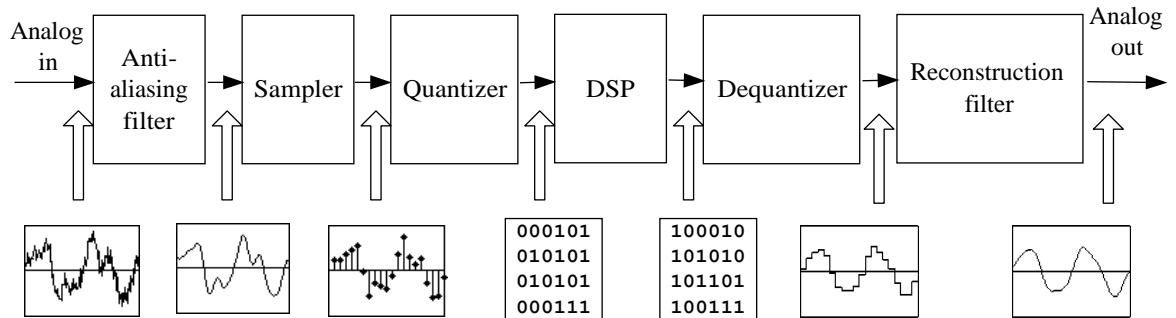 Analog
in
Anti-
aliasing
filter
Sampler
Quantizer
DSP
Dequantizer
Reconstruction
filter
Analog
out
000101
010101
010101
000111
100010
101010
101101
100111